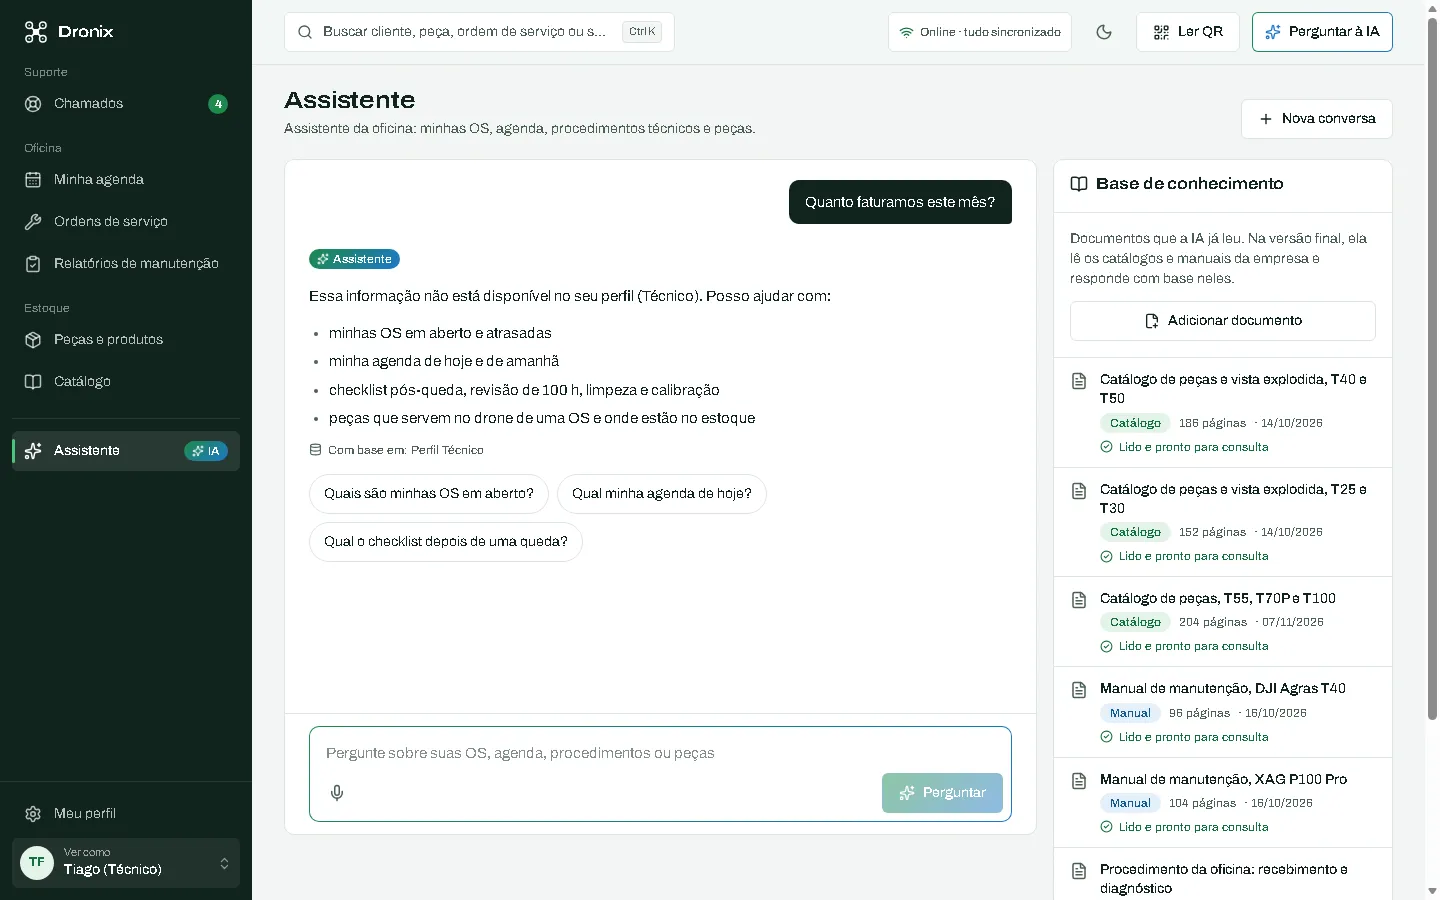 Dronix
Suporte
Chamados
4
Oficina
Minha agenda
Ordens de serviço
Relatórios de manutenção
Estoque
Peças e produtos
Catálogo
Assistente
IA
Meu perfil
TF
Ver como
Tiago (Técnico)
Buscar cliente, peça, ordem de serviço ou s...
Ctrl K
Online · tudo sincronizado
Ler QR
Perguntar à IA
Assistente
Assistente da oficina: minhas OS, agenda, procedimentos técnicos e peças.
Nova conversa
Quanto faturamos este mês?
Assistente
Essa informação não está disponível no seu perfil (Técnico). Posso ajudar com:
• minhas OS em aberto e atrasadas
• minha agenda de hoje e de amanhã
• checklist pós-queda, revisão de 100 h, limpeza e calibração
• peças que servem no drone de uma OS e onde estão no estoque
Com base em: Perfil Técnico
Quais são minhas OS em aberto?
Qual minha agenda de hoje?
Qual o checklist depois de uma queda?
Pergunte sobre suas OS, agenda, procedimentos ou peças
Perguntar
Base de conhecimento
Documentos que a IA já leu. Na versão final, ela
lê os catálogos e manuais da empresa e
responde com base neles.
Adicionar documento
Catálogo de peças e vista explodida, T40 e
T50
Catálogo 186 páginas · 14/10/2026
Lido e pronto para consulta
Catálogo de peças e vista explodida, T25 e
T30
Catálogo 152 páginas · 14/10/2026
Lido e pronto para consulta
Catálogo de peças, T55, T70P e T100
Catálogo 204 páginas · 07/11/2026
Lido e pronto para consulta
Manual de manutenção, DJI Agras T40
Manual 96 páginas · 16/10/2026
Lido e pronto para consulta
Manual de manutenção, XAG P100 Pro
Manual 104 páginas · 16/10/2026
Lido e pronto para consulta
Procedimento da oficina: recebimento e
diagnóstico